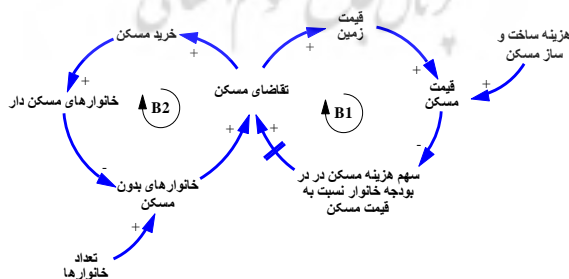 هزینه ساخت و
ساز مسکن
قیمت
زمین
خرید مسکن
تقاضای مسکن
قیمت
مسکن
خانوارهای مسکن دار
B2
B1
سهم هزینه مسکن در در
بودجه خانوار نسبت به
قیمت مسکن
خانوارهای بدون
مسکن
تعداد
خانوارها
+
+
+
+
+
+
+
+
+
-
-